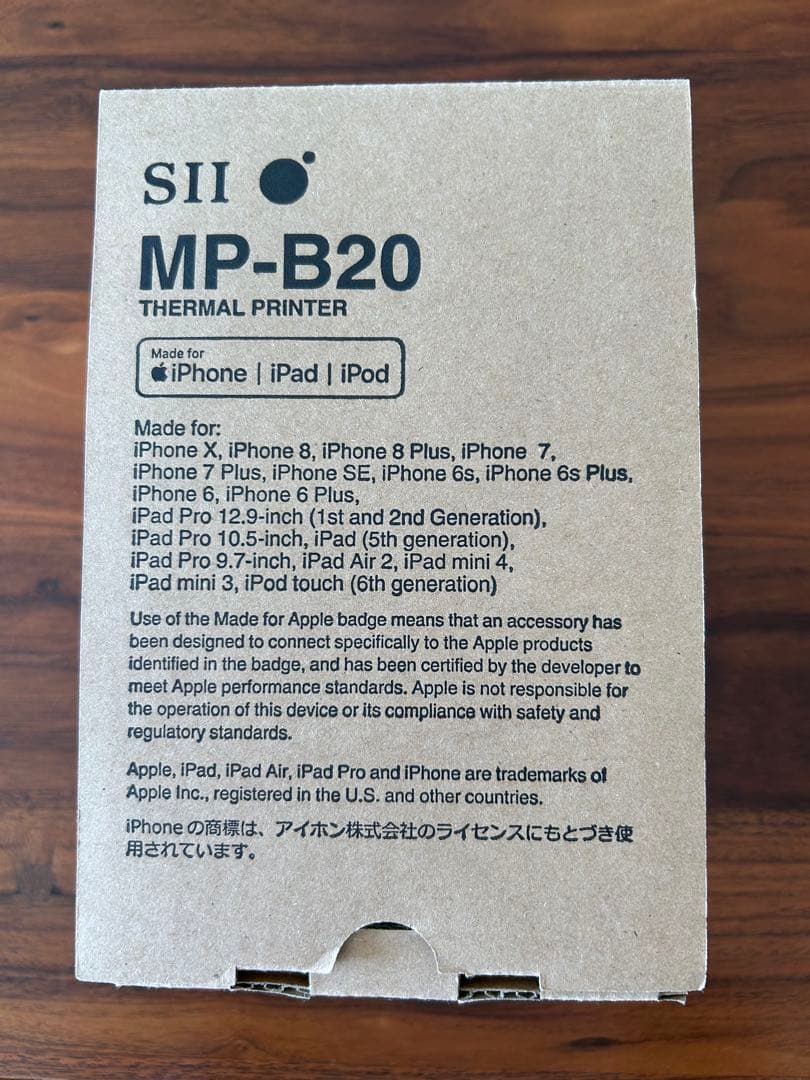 SII
MP-B20
THERMAL PRINTER
Made for
iPhone | iPad | iPod
Made for:
iPhone X, iPhone 8, iPhone 8 Plus, iPhone 7,
iPhone 7 Plus, iPhone SE, iPhone 6s, iPhone 6s Plus,
iPhone 6, iPhone 6 Plus,
iPad Pro 12.9-inch (1st and 2nd Generation),
iPad Pro 10.5-inch, iPad (5th generation),
iPad Pro 9.7-inch, iPad Air 2, iPad mini 4,
iPad mini 3, iPod touch (6th generation)
Use of the Made for Apple badge means that an accessory has
been designed to connect specifically to the Apple products
identified in the badge, and has been certified by the developer to
meet Apple performance standards. Apple is not responsible for
the operation of this device or its compliance with safety and
regulatory standards.
Apple, iPad, iPad Air, iPad Pro and iPhone are trademarks of
Apple Inc., registered in the U.S. and other countries.
iPhoneの商標は、アイホン株式会社のライセンスにもとづき使
用されています。